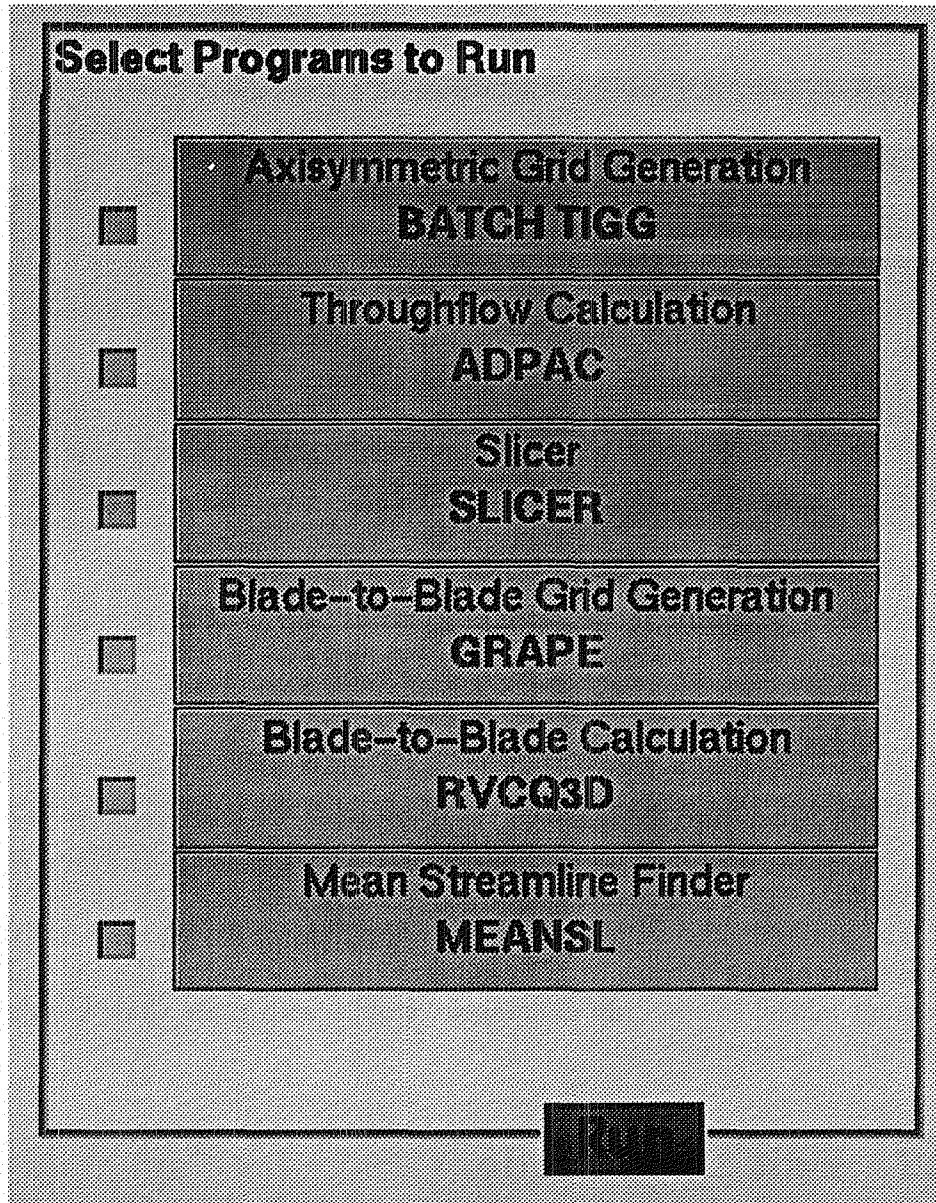 Select Programs to Run
Axisymmetric Grid Generation
BATCH TIGG
Throughflow Calculation
ADPAC
Slicer
SLICER
Blade-to-Blade Grid Generation
GRAPE
Blade-to-Blade Calculation
RVCQ3D
Mean Streamline Finder
MEANSL
Run